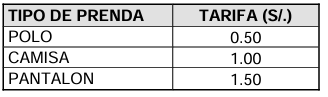 TIPO DE PRENDA TARIFA (S/.)
POLO 0.50
CAMISA 1.00
PANTALON 1.50